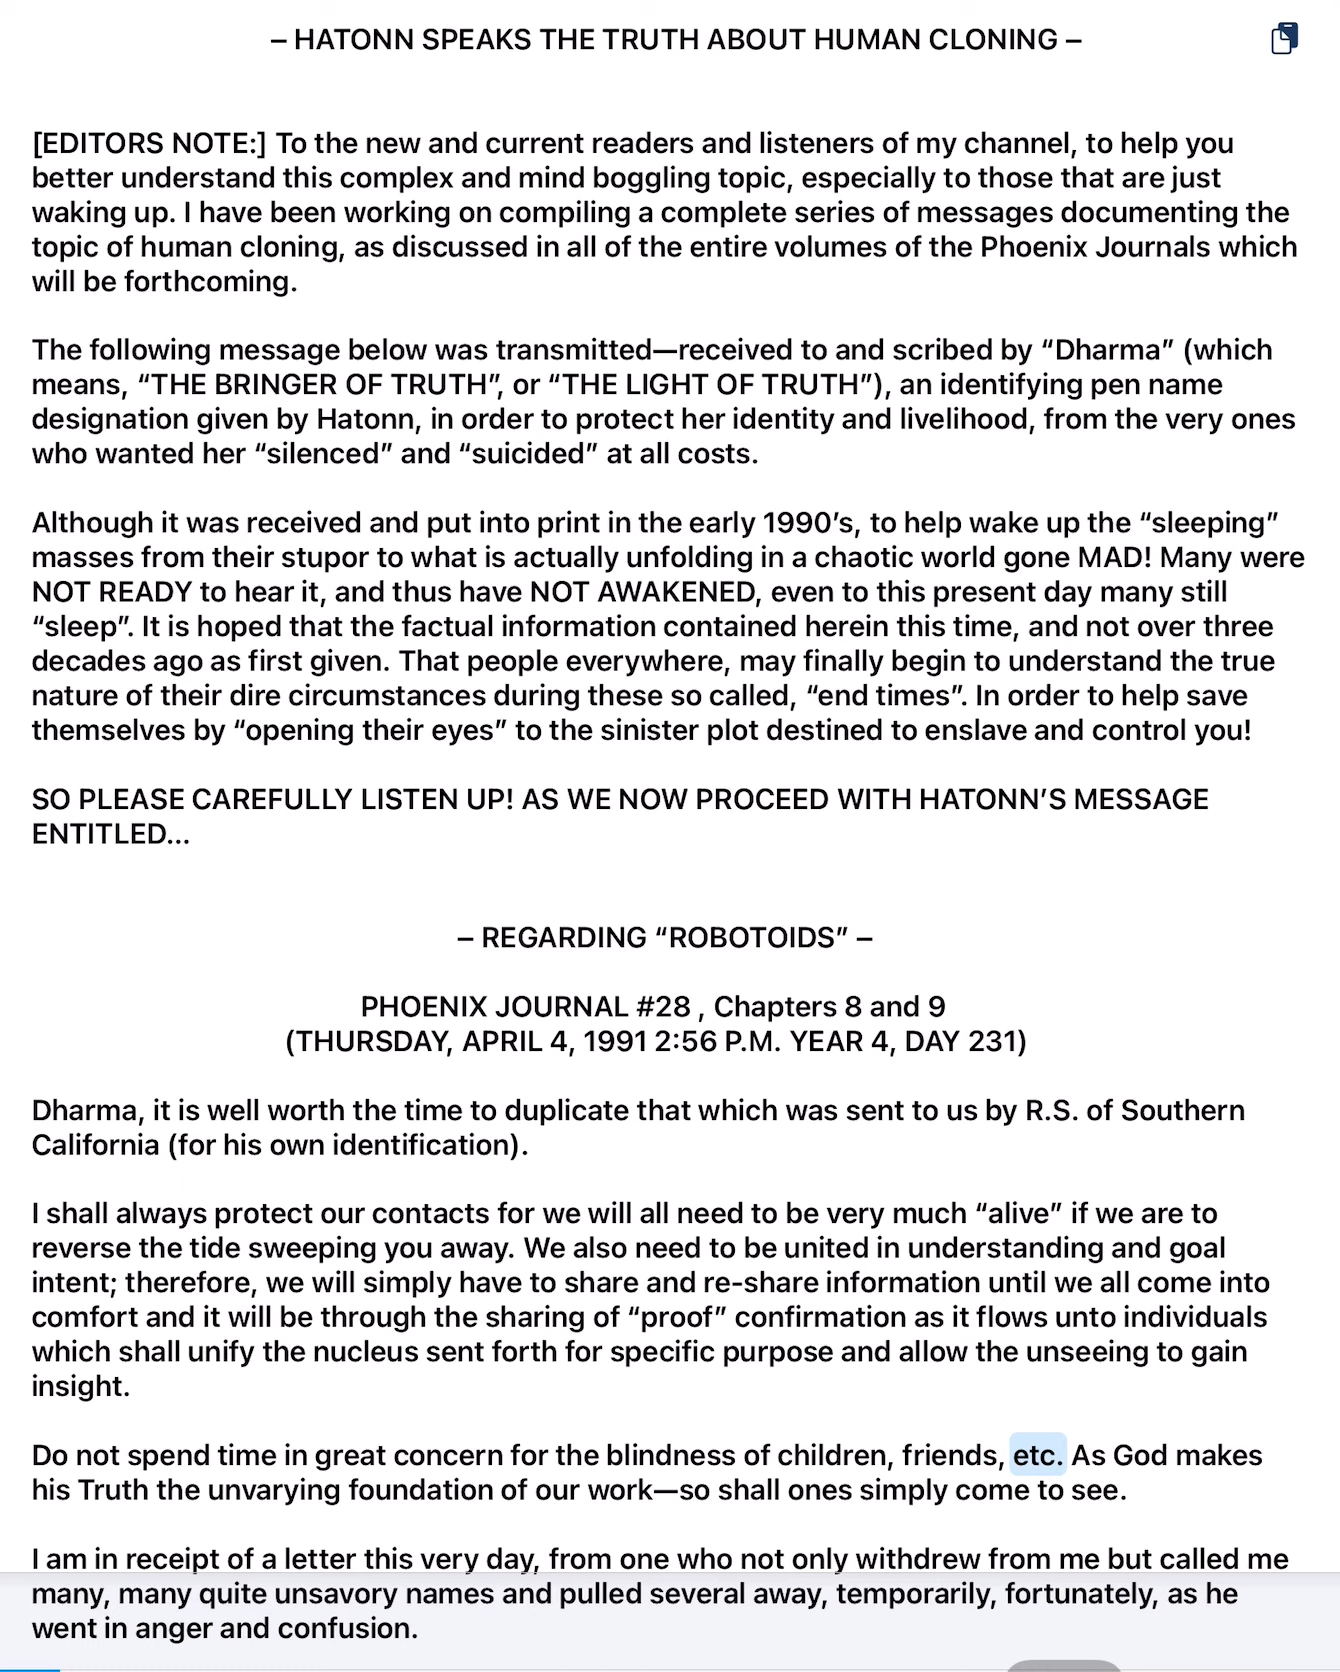 – HATONN SPEAKS THE TRUTH ABOUT HUMAN CLONING –
[EDITORS NOTE:] To the new and current readers and listeners of my channel, to help you
better understand this complex and mind boggling topic, especially to those that are just
waking up. I have been working on compiling a complete series of messages documenting the
topic of human cloning, as discussed in all of the entire volumes of the Phoenix Journals which
will be forthcoming.
The following message below was transmitted—received to and scribed by “Dharma” (which
means, “THE BRINGER OF TRUTH”, or “THE LIGHT OF TRUTH”), an identifying pen name
designation given by Hatonn, in order to protect her identity and livelihood, from the very ones
who wanted her “silenced” and “suicided” at all costs.
Although it was received and put into print in the early 1990’s, to help wake up the “sleeping”
masses from their stupor to what is actually unfolding in a chaotic world gone MAD! Many were
NOT READY to hear it, and thus have NOT AWAKENED, even to this present day many still
“sleep”. It is hoped that the factual information contained herein this time, and not over three
decades ago as first given. That people everywhere, may finally begin to understand the true
nature of their dire circumstances during these so called, “end times”. In order to help save
themselves by “opening their eyes” to the sinister plot destined to enslave and control you!
SO PLEASE CAREFULLY LISTEN UP! AS WE NOW PROCEED WITH HATONN’S MESSAGE
ENTITLED...
– REGARDING “ROBOTOIDS” –
PHOENIX JOURNAL #28 , Chapters 8 and 9
(THURSDAY, APRIL 4, 1991 2:56 P.M. YEAR 4, DAY 231)
Dharma, it is well worth the time to duplicate that which was sent to us by R.S. of Southern
California (for his own identification).
I shall always protect our contacts for we will all need to be very much “alive” if we are to
reverse the tide sweeping you away. We also need to be united in understanding and goal
intent; therefore, we will simply have to share and re-share information until we all come into
comfort and it will be through the sharing of “proof” confirmation as it flows unto individuals
which shall unify the nucleus sent forth for specific purpose and allow the unseeing to gain
insight.
Do not spend time in great concern for the blindness of children, friends, etc. As God makes
his Truth the unvarying foundation of our work—so shall ones simply come to see.
I am in receipt of a letter this very day, from one who not only withdrew from me but called me
many, many quite unsavory names and pulled several away, temporarily, fortunately, as he
went in anger and confusion.